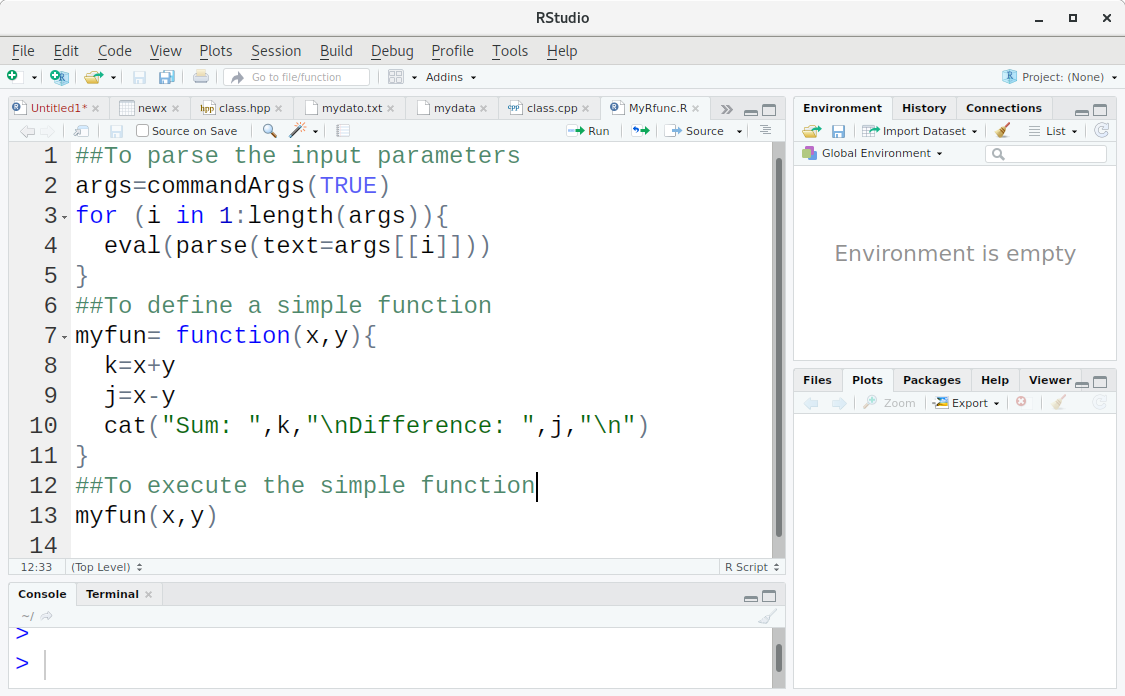 RStudio
File Edit Code View Plots Session Build Debug Profile Tools Help
Go to file/function Addins Project: (None)
Untitled1* newx class.hpp mydato.txt mydata class.cpp MyRfunc.R
Source on Save Run Source
1 ##To parse the input parameters
2 args=commandArgs(TRUE)
3 for (i in 1:length(args)){
4   eval(parse(text=args[[i]]))
5 }
6 ##To define a simple function
7 myfun= function(x,y){
8   k=x+y
9   j=x-y
10   cat("Sum: ",k,"\nDifference: ",j,"\n")
11 }
12 ##To execute the simple function
13 myfun(x,y)
14
12:33 (Top Level) R Script
Console Terminal
~/
>
>
Environment History Connections
Import Dataset List
Global Environment
Environment is empty
Files Plots Packages Help Viewer
Zoom Export